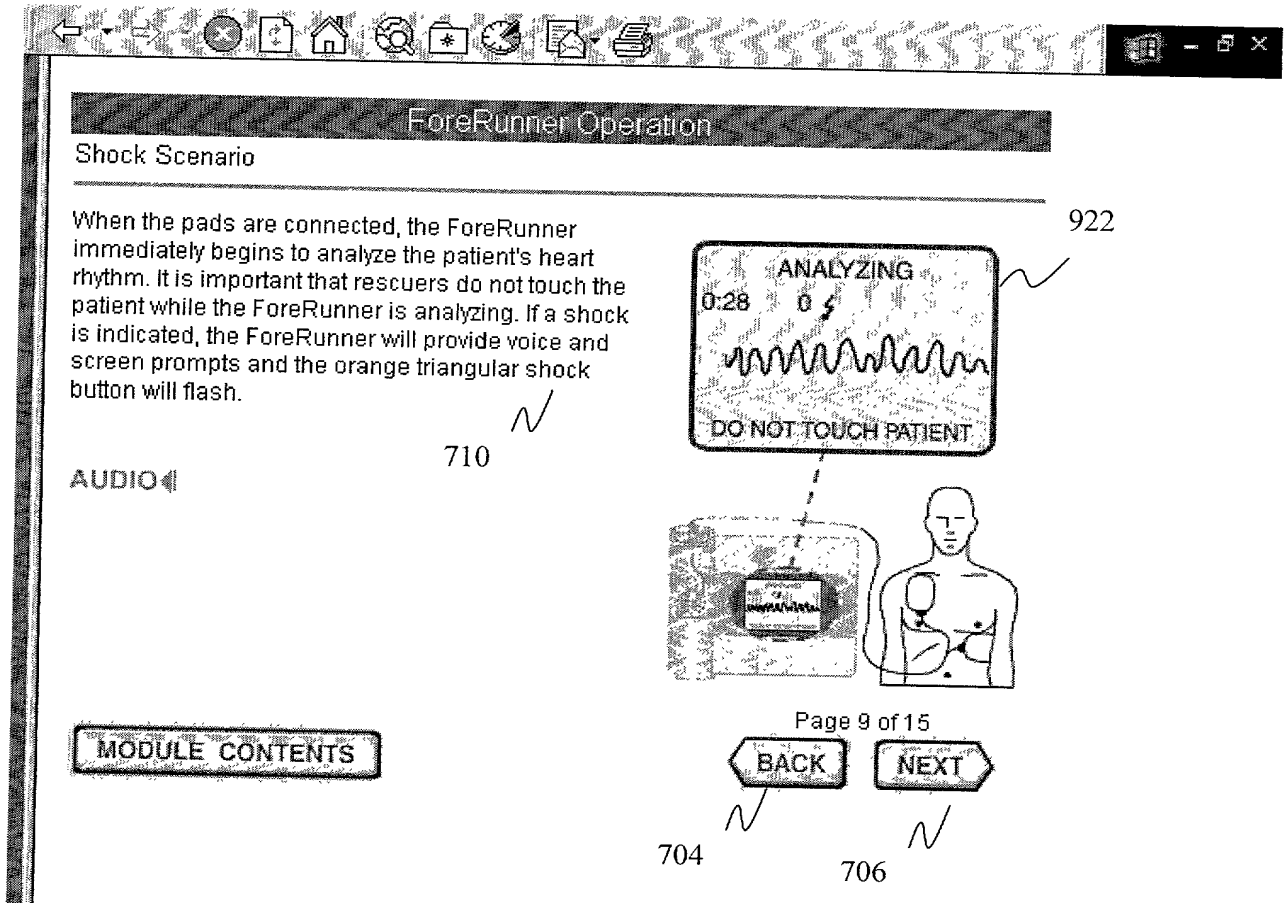 ForeRunner Operation
Shock Scenario
When the pads are connected, the ForeRunner
immediately begins to analyze the patient's heart
rhythm. It is important that rescuers do not touch the
patient while the ForeRunner is analyzing. If a shock
is indicated, the ForeRunner will provide voice and
screen prompts and the orange triangular shock
button will flash.
710
AUDIO
922
ANALYZING
0:28 0
DO NOT TOUCH PATIENT
Page 9 of 15
MODULE CONTENTS
BACK NEXT
704
706